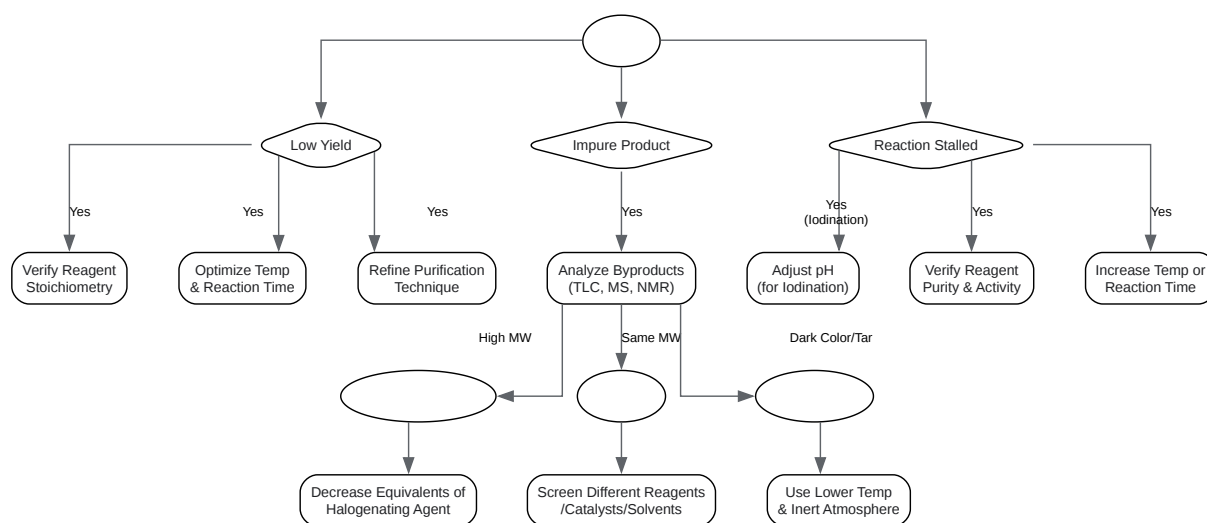 Low Yield
Impure Product
Reaction Stalled
Yes
Yes
Yes
Yes
Yes
(Iodination)
Yes
Yes
Verify Reagent
Stoichiometry
Optimize Temp
& Reaction Time
Refine Purification
Technique
Analyze Byproducts
(TLC, MS, NMR)
Adjust pH
(for Iodination)
Verify Reagent
Purity & Activity
Increase Temp or
Reaction Time
High MW
Same MW
Dark Color/Tar
Decrease Equivalents of
Halogenating Agent
Screen Different Reagents
/Catalysts/Solvents
Use Lower Temp
& Inert Atmosphere